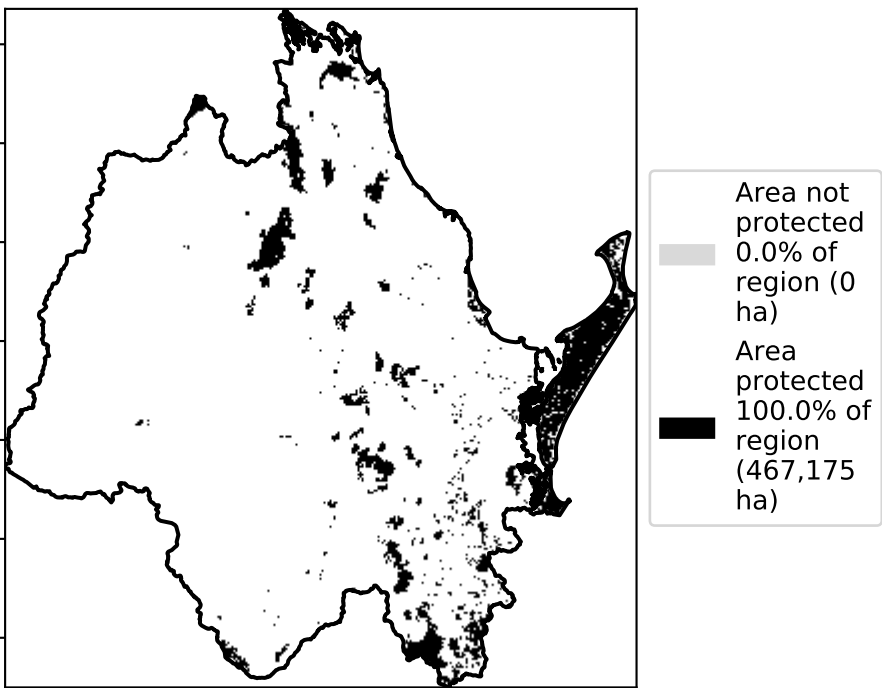 Area not
protected
0.0% of
region (0
ha)
Area
protected
100.0% of
region
(467,175
ha)